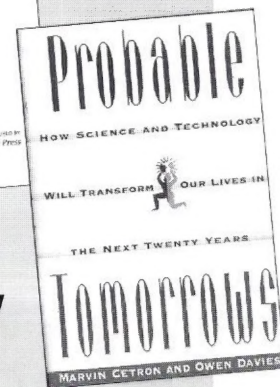 Probable
HOW SCIENCE AND TECHNOLOGY
WILL TRANSFORM OUR LIVES IN
THE NEXT TWENTY YEARS
Tomorrows
MARVIN CETRON AND OWEN DAVIES
Press